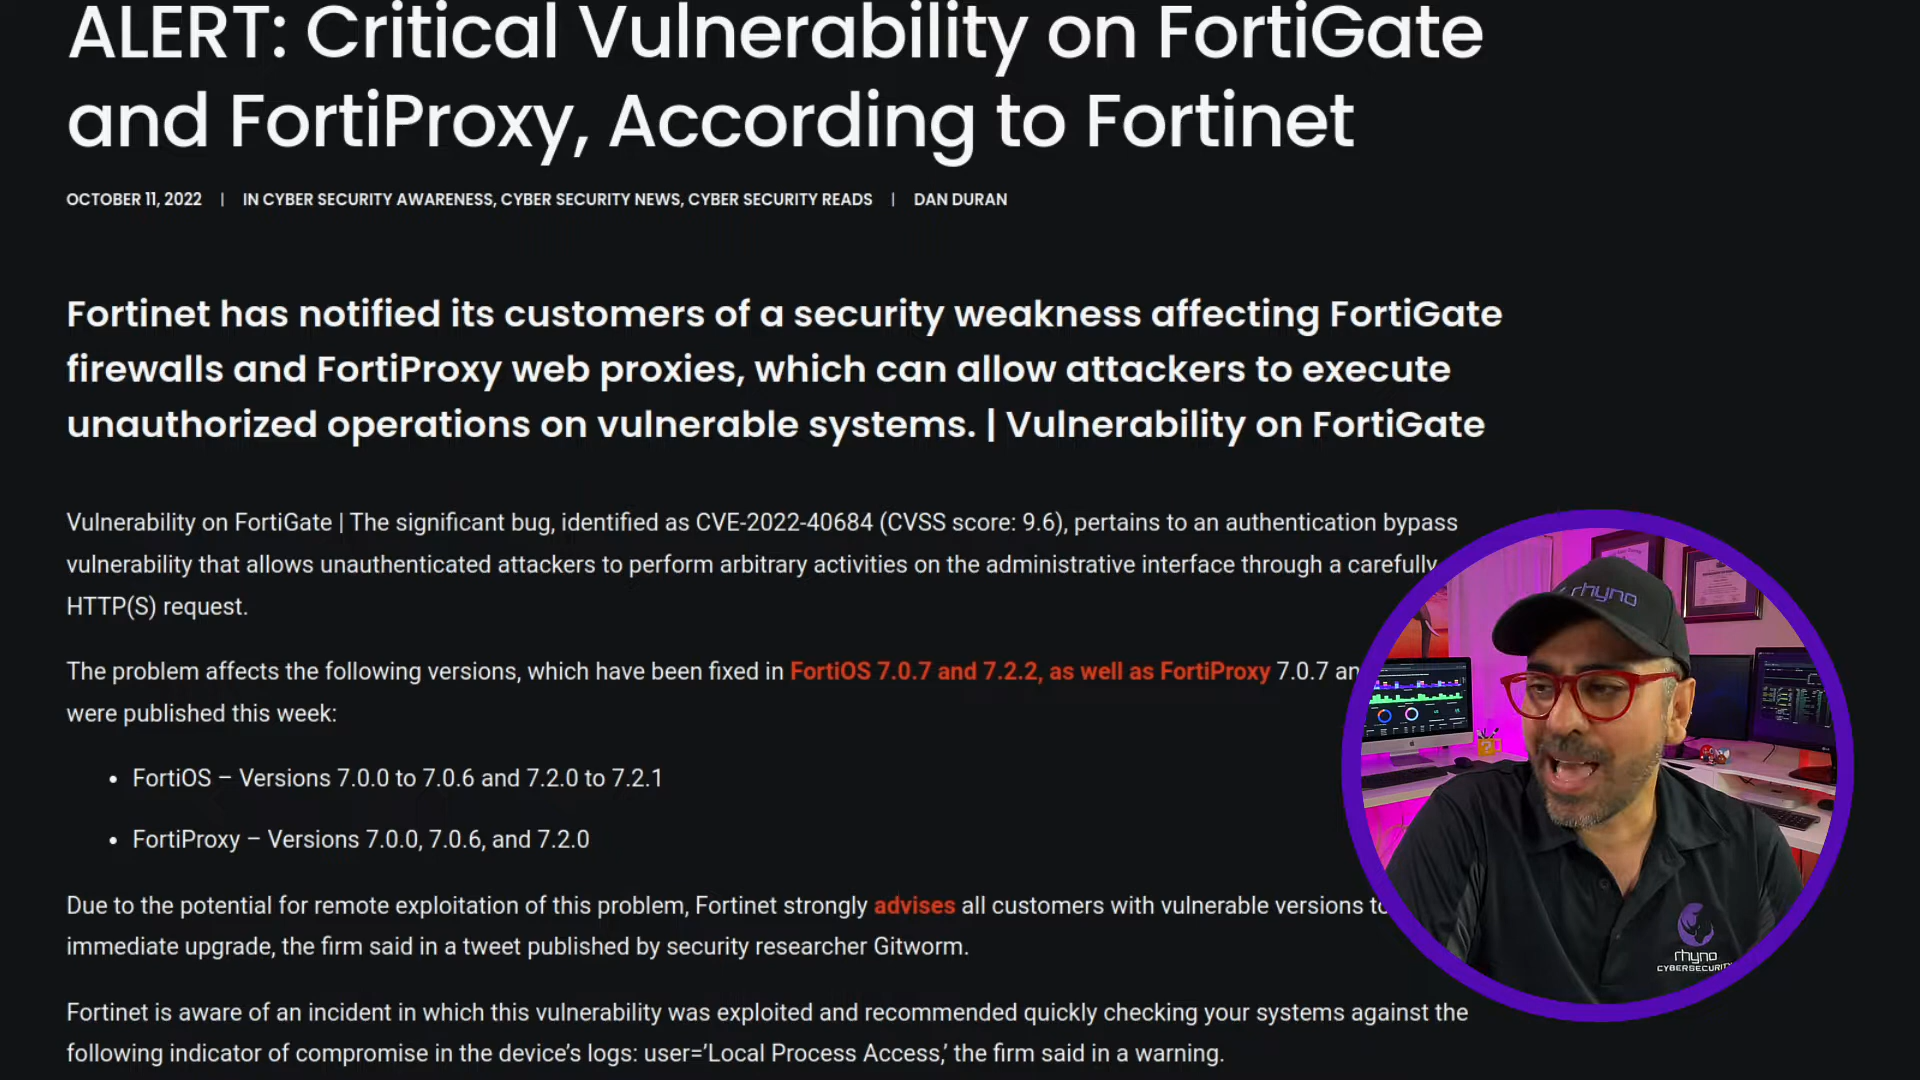 ALERT: Critical Vulnerability on FortiGate
and FortiProxy, According to Fortinet
OCTOBER 11, 2022 | IN CYBER SECURITY AWARENESS, CYBER SECURITY NEWS, CYBER SECURITY READS | DAN DURAN
Fortinet has notified its customers of a security weakness affecting FortiGate
firewalls and FortiProxy web proxies, which can allow attackers to execute
unauthorized operations on vulnerable systems. | Vulnerability on FortiGate
Vulnerability on FortiGate | The significant bug, identified as CVE-2022-40684 (CVSS score: 9.6), pertains to an authentication bypass
vulnerability that allows unauthenticated attackers to perform arbitrary activities on the administrative interface through a carefully
HTTP(S) request.
The problem affects the following versions, which have been fixed in FortiOS 7.0.7 and 7.2.2, as well as FortiProxy 7.0.7
were published this week:
• FortiOS – Versions 7.0.0 to 7.0.6 and 7.2.0 to 7.2.1
• FortiProxy – Versions 7.0.0, 7.0.6, and 7.2.0
Due to the potential for remote exploitation of this problem, Fortinet strongly advises all customers with vulnerable versions to
immediate upgrade, the firm said in a tweet published by security researcher Gitworm.
Fortinet is aware of an incident in which this vulnerability was exploited and recommended quickly checking your systems against the
following indicator of compromise in the device's logs: user='Local Process Access,' the firm said in a warning.
rhyno
rhyno
CYBERSECURITY